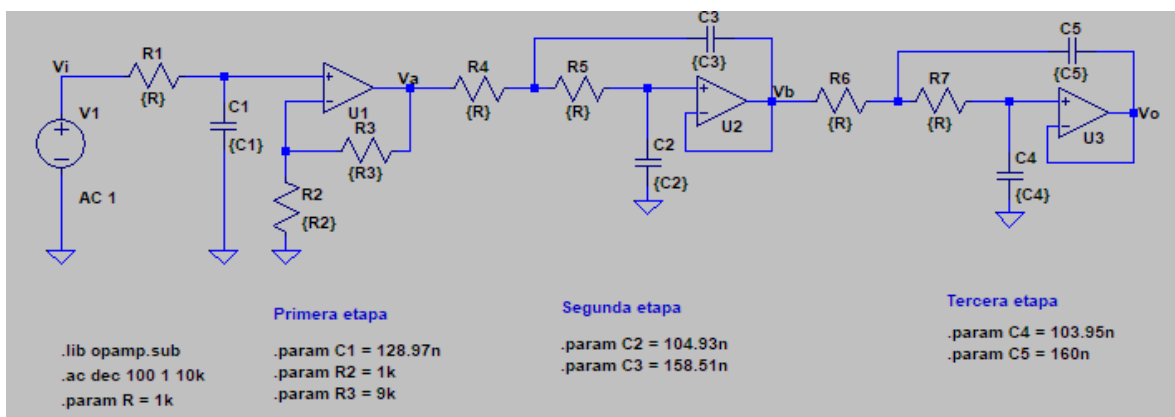 Vi
R1
{R}
V1
AC 1
C1
{C1}
U1
Va
R3
{R3}
R2
{R2}
R4
{R}
R5
{R}
C3
{C3}
C2
{C2}
U2
Vb
R6
{R}
R7
{R}
C5
{C5}
C4
{C4}
U3
Vo
.lib opamp.sub
.ac dec 100 1 10k
.param R = 1k
Primera etapa
.param C1 = 128.97n
.param R2 = 1k
.param R3 = 9k
Segunda etapa
.param C2 = 104.93n
.param C3 = 158.51n
Tercera etapa
.param C4 = 103.95n
.param C5 = 160n